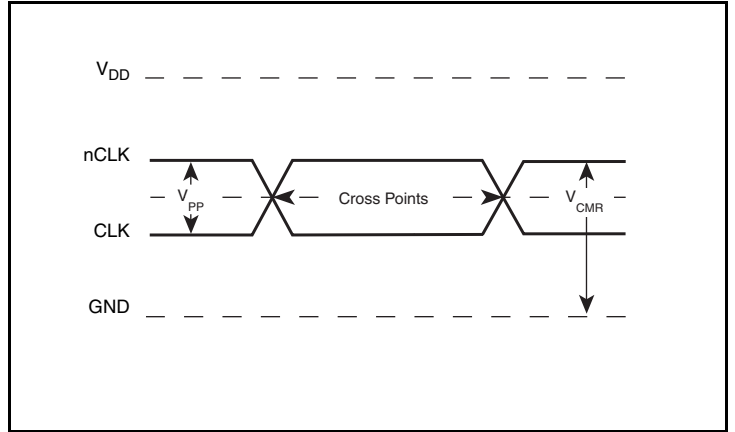 VDD
nCLK
VPP
Cross Points
VCMR
CLK
GND